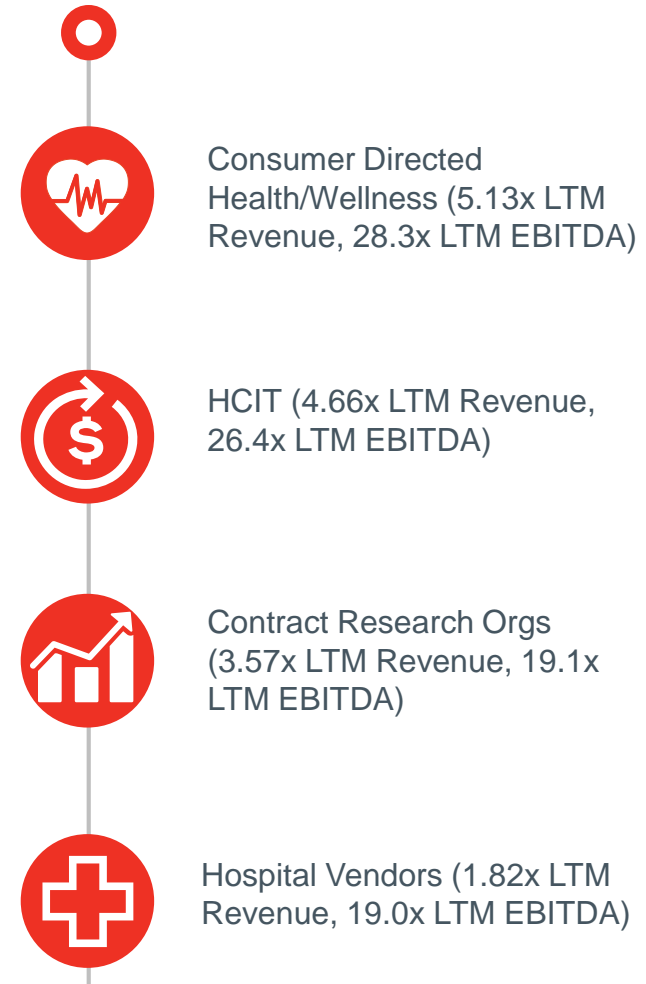 Consumer Directed
Health/Wellness (5.13x LTM
Revenue, 28.3x LTM EBITDA)
$
HCIT (4.66x LTM Revenue,
26.4x LTM EBITDA)
Contract Research Orgs
(3.57x LTM Revenue, 19.1x
LTM EBITDA)
Hospital Vendors (1.82x LTM
Revenue, 19.0x LTM EBITDA)